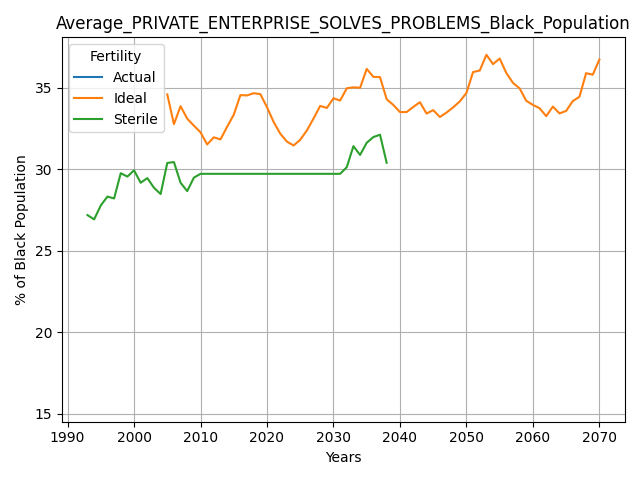 Average_PRIVATE_ENTERPRISE_SOLVES_PROBLEMS_Black_Population
Fertility
Actual
Ideal
Sterile
% of Black Population
35
30
25
20
15
1990 2000 2010 2020 2030 2040 2050 2060 2070
Years